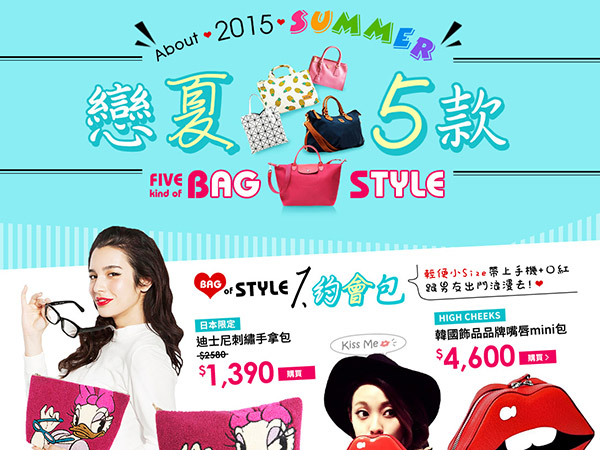 About ♥ 2015 ♥ SUMMER
戀夏5款
FIVE kind of BAG STYLE
BAG of STYLE 1. 約會包
輕便小Size帶上手機+口紅
跟男友出門浪漫去!♥
日本限定
迪士尼刺繡手拿包
$2580
$1,390 購買
HIGH CHEEKS
韓國飾品品牌嘴唇mini包
$4,600 購買>
Kiss Me